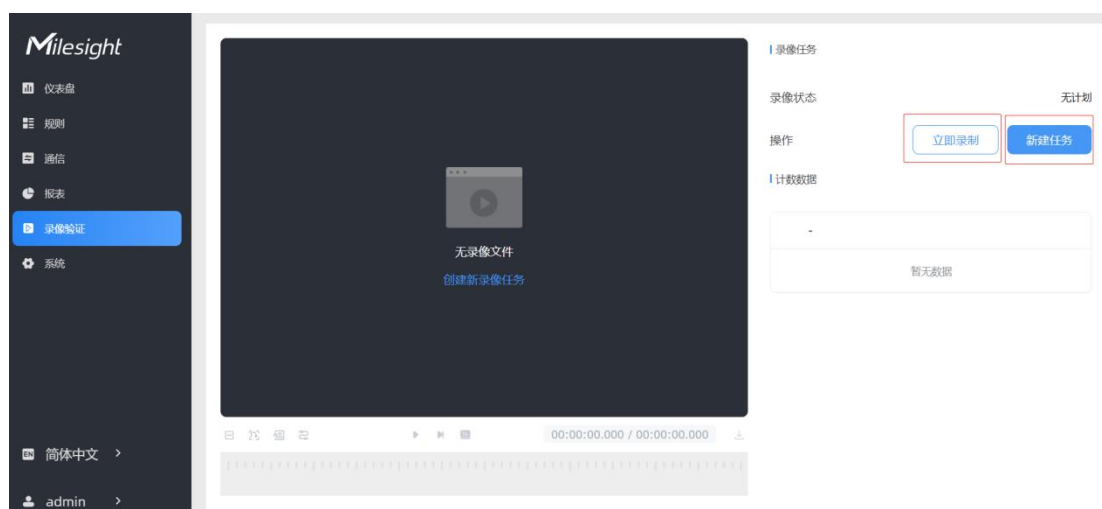 Milesight
仪表盘
规则
通信
报表
录像验证
系统
EN 简体中文 >
admin >
无录像文件
创建新录像任务
00:00:00.000 / 00:00:00.000
录像任务
录像状态 无计划
操作 立即录制 新建任务
计数数据
-
暂无数据